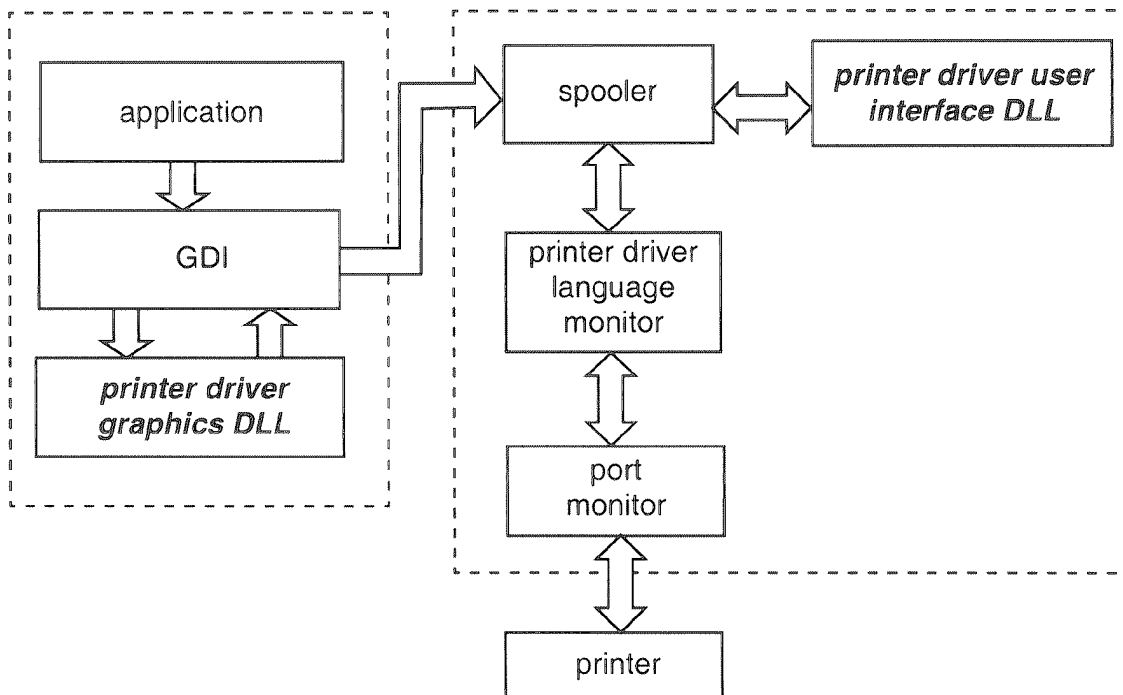 application
GDI
printer driver
graphics DLL
spooler
printer driver user
interface DLL
printer driver
language
monitor
port
monitor
printer